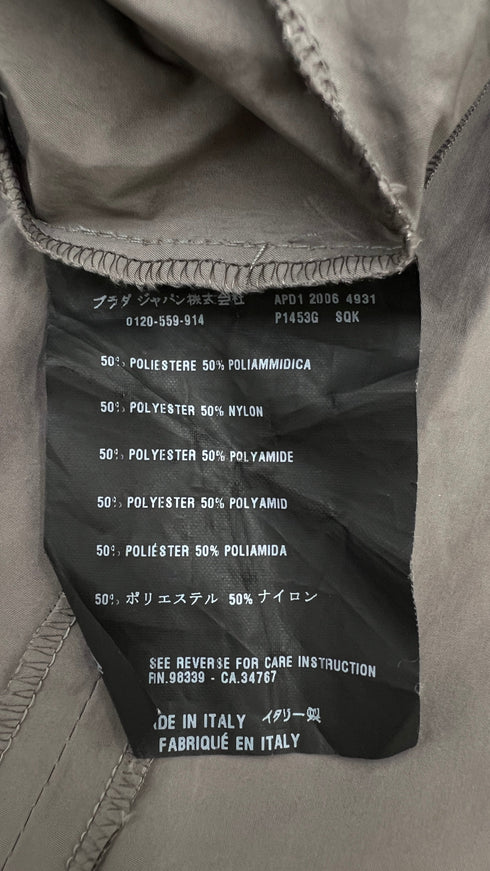 プラダ ジャパン株式会社 APD1 2006 4931
0120-559-914 P1453G SQK
50% POLIESTERE 50% POLIAMMIDICA
50% POLYESTER 50% NYLON
50% POLYESTER 50% POLYAMIDE
50% POLYESTER 50% POLYAMID
50% POLIÉSTER 50% POLIAMIDA
50% ポリエステル 50% ナイロン
SEE REVERSE FOR CARE INSTRUCTION
RN.98339 - CA.34767
ADE IN ITALY イタリー製
FABRIQUÉ EN ITALY